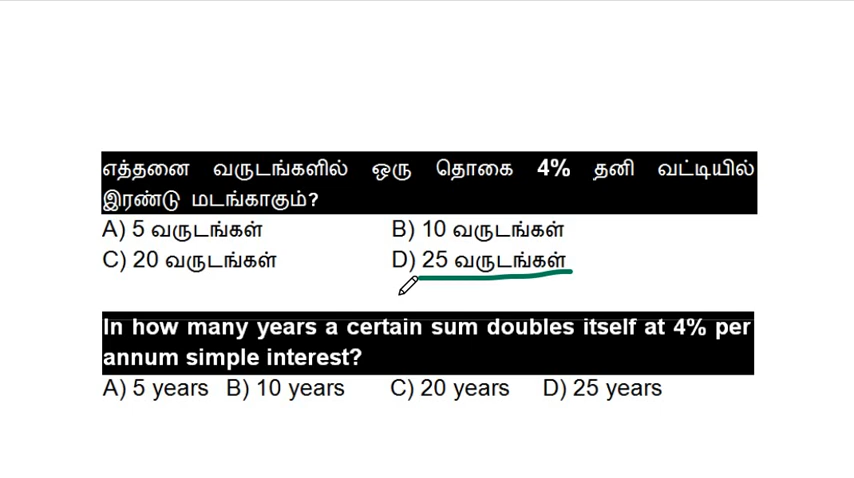 எத்தனை வருடங்களில் ஒரு தொகை 4% தனி வட்டியில்
இரண்டு மடங்காகும்?
A) 5 வருடங்கள் B) 10 வருடங்கள்
C) 20 வருடங்கள் D) 25 வருடங்கள்
In how many years a certain sum doubles itself at 4% per
annum simple interest?
A) 5 years B) 10 years C) 20 years D) 25 years